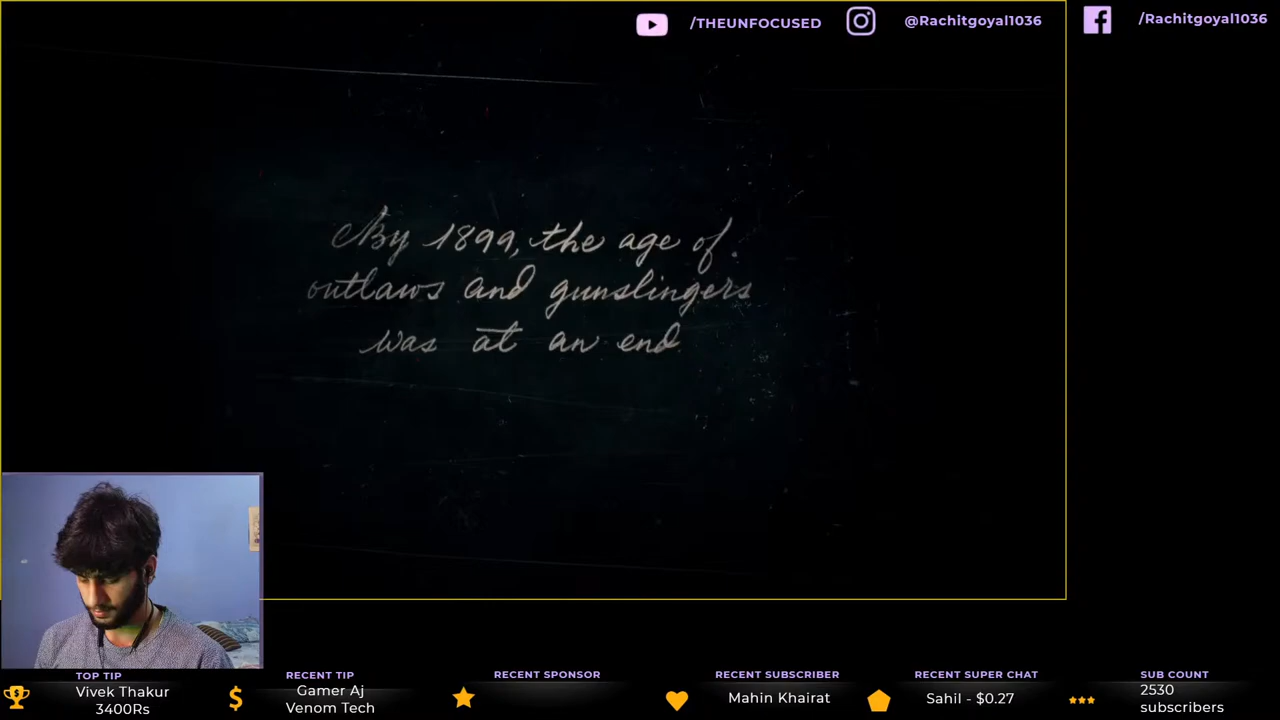 /THEUNFOCUSED @Rachitgoyal1036 /Rachitgoyal1036
By 1899, the age of
outlaws and gunslingers
was at an end
TOP TIP
Vivek Thakur
3400Rs
RECENT TIP
Gamer Aj
Venom Tech
RECENT SPONSOR
RECENT SUBSCRIBER
Mahin Khairat
RECENT SUPER CHAT
Sahil - $0.27
SUB COUNT
2530
subscribers